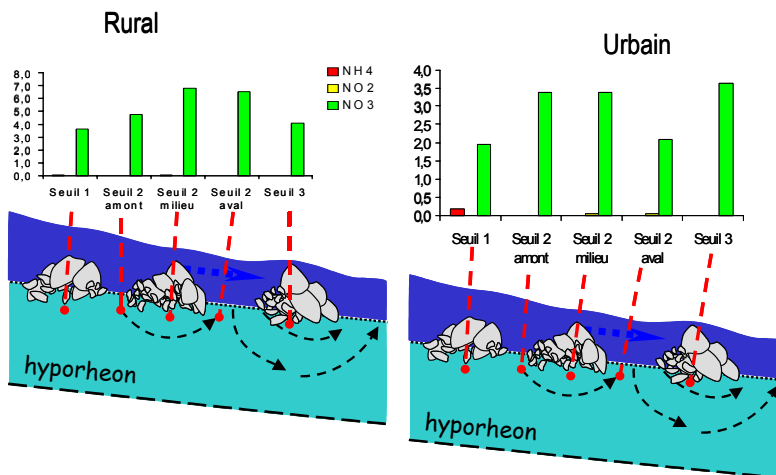 Rural
8,0
7,0
6,0
5,0
4,0
3,0
2,0
1,0
0,0
NH4
NO2
NO3
Seuil 1 Seuil 2 Seuil 2 Seuil 2 Seuil 3
amont milieu aval
hyporheon
Urbain
4,0
3,5
3,0
2,5
2,0
1,5
1,0
0,5
0,0
Seuil 1 Seuil 2 Seuil 2 Seuil 2 Seuil 3
amont milieu aval
hyporheon